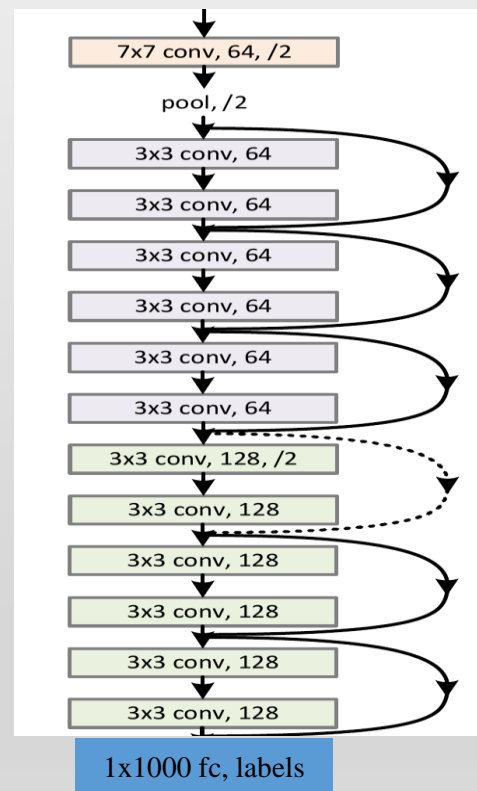 7x7 conv, 64, /2
pool, /2
3x3 conv, 64
3x3 conv, 64
3x3 conv, 64
3x3 conv, 64
3x3 conv, 64
3x3 conv, 64
3x3 conv, 128, /2
3x3 conv, 128
3x3 conv, 128
3x3 conv, 128
3x3 conv, 128
3x3 conv, 128
1x1000 fc, labels